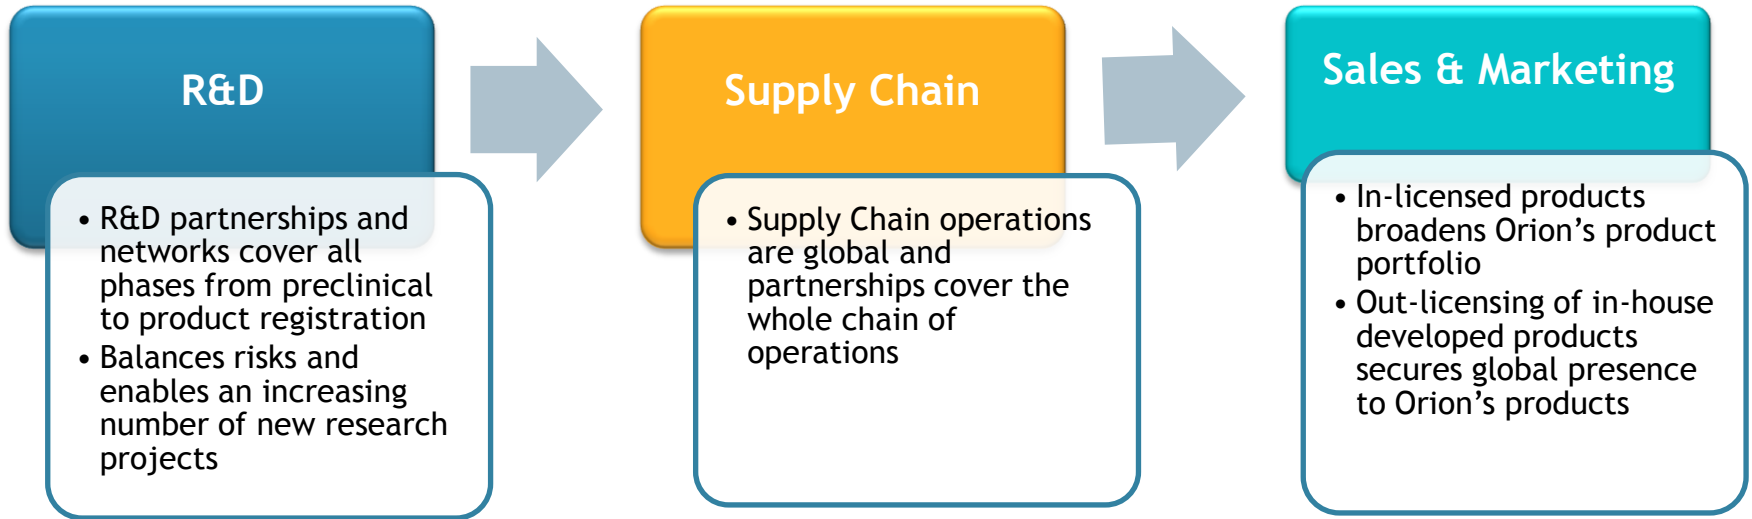 R&D
• R&D partnerships and
networks cover all
phases from preclinical
to product registration
• Balances risks and
enables an increasing
number of new research
projects
Supply Chain
• Supply Chain operations
are global and
partnerships cover the
whole chain of
operations
Sales & Marketing
• In-licensed products
broadens Orion’s product
portfolio
• Out-licensing of in-house
developed products
secures global presence
to Orion’s products